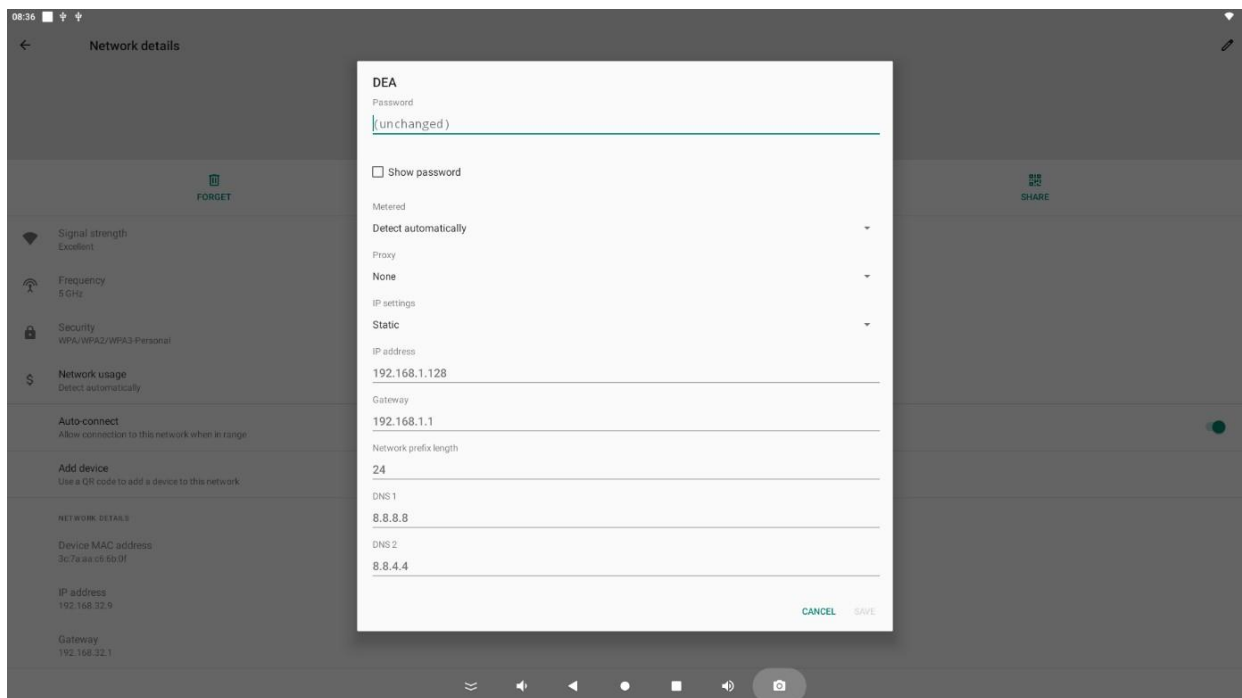 08:36
Network details
DEA
Password
(unchanged)
Show password
Metered
Detect automatically
Proxy
None
IP settings
Static
IP address
192.168.1.128
Gateway
192.168.1.1
Network prefix length
24
DNS 1
8.8.8.8
DNS 2
8.8.4.4
CANCEL SAVE
FORGET
SHARE
Signal strength
Excellent
Frequency
5 GHz
Security
WPA/WPA2/WPA3-Personal
Network usage
Detect automatically
Auto-connect
Allow connection to this network when in range
Add device
Use a QR code to add a device to this network
NETWORK DETAILS
Device MAC address
3c:7a:aa:c6:6b:0f
IP address
192.168.32.9
Gateway
192.168.32.1